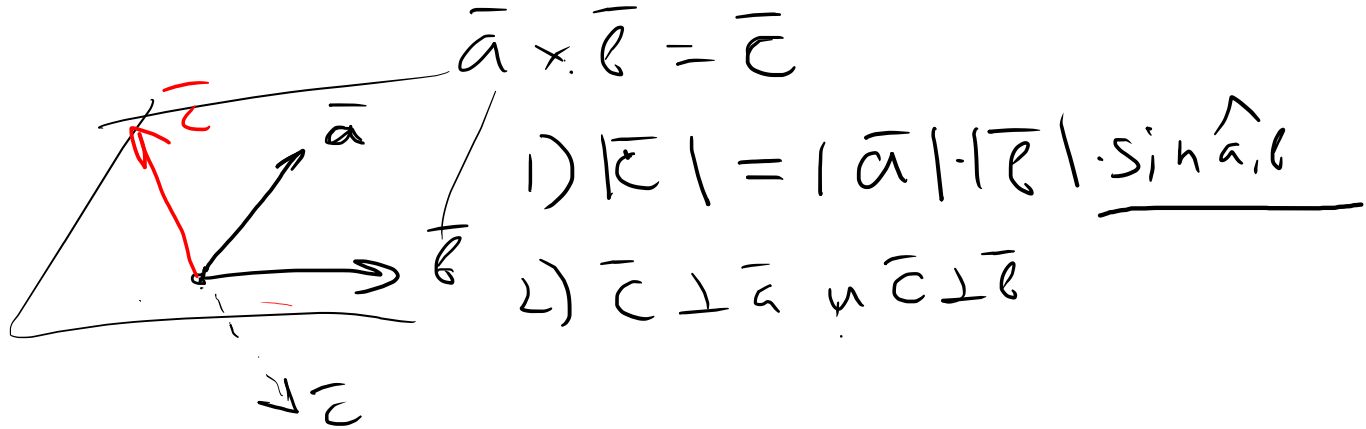 a̅ × b̅ = c̅
c̅
a̅
1) |c̅| = |a̅|·|b̅|·sin a,̂b
b̅
2) c̅ ⊥ a̅ и c̅ ⊥ b̅
c̅